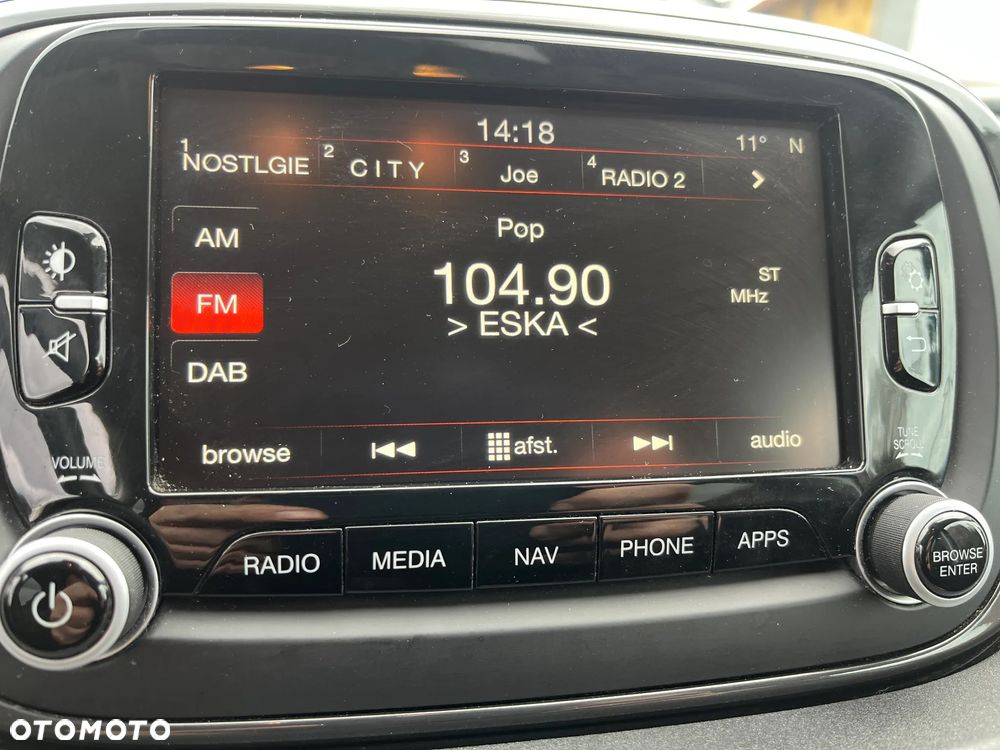 14:18
11° N
1 NOSTLGIE 2 CITY 3 Joe 4 RADIO 2 >
Pop
AM
104.90
ST
MHz
FM
> ESKA <
DAB
browse afst. audio
VOLUME
TUNE
SCROLL
RADIO MEDIA NAV PHONE APPS
BROWSE
ENTER
OTOMOTO